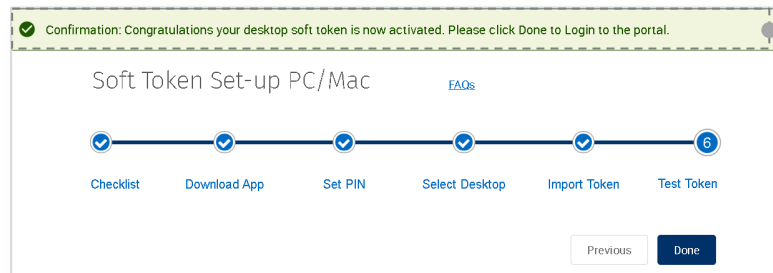 Confirmation: Congratulations your desktop soft token is now activated. Please click Done to Login to the portal.
Soft Token Set-up PC/Mac
FAQs
6
Checklist
Download App
Set PIN
Select Desktop
Import Token
Test Token
Previous
Done